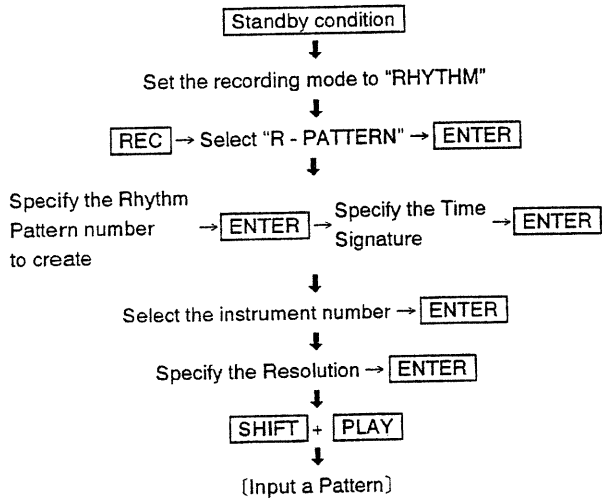 Standby condition
Set the recording mode to "RHYTHM"
REC → Select "R - PATTERN" → ENTER
Specify the Rhythm
Pattern number
to create
→ ENTER →
Specify the Time
Signature
→ ENTER
Select the instrument number → ENTER
Specify the Resolution → ENTER
SHIFT + PLAY
〔Input a Pattern〕